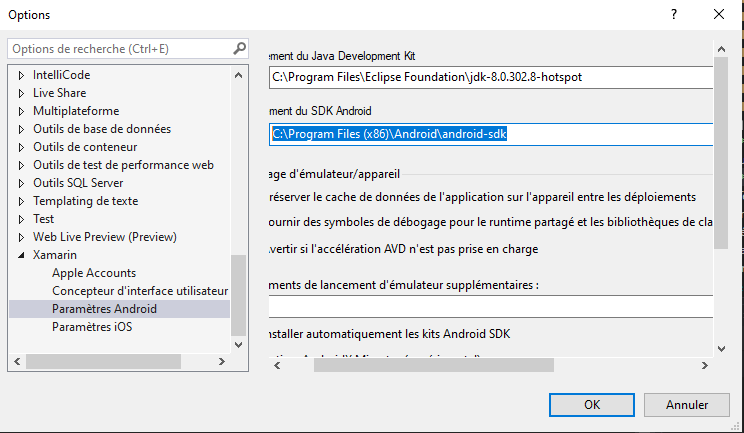 Options
Options de recherche (Ctrl+E)
IntelliCode
Live Share
Multiplateforme
Outils de base de données
Outils de conteneur
Outils de test de performance web
Outils SQL Server
Templating de texte
Test
Web Live Preview (Preview)
Xamarin
Apple Accounts
Concepteur d'interface utilisateur
Paramètres Android
Paramètres iOS
ement du Java Development Kit
C:\Program Files\Eclipse Foundation\jdk-8.0.302.8-hotspot
ement du SDK Android
C:\Program Files (x86)\Android\android-sdk
age d'émulateur/appareil
réserver le cache de données de l'application sur l'appareil entre les déploiements
ournir des symboles de débogage pour le runtime partagé et les bibliothèques de cla
vertir si l'accélération AVD n'est pas prise en charge
ments de lancement d'émulateur supplémentaires :
nstaller automatiquement les kits Android SDK
OK
Annuler